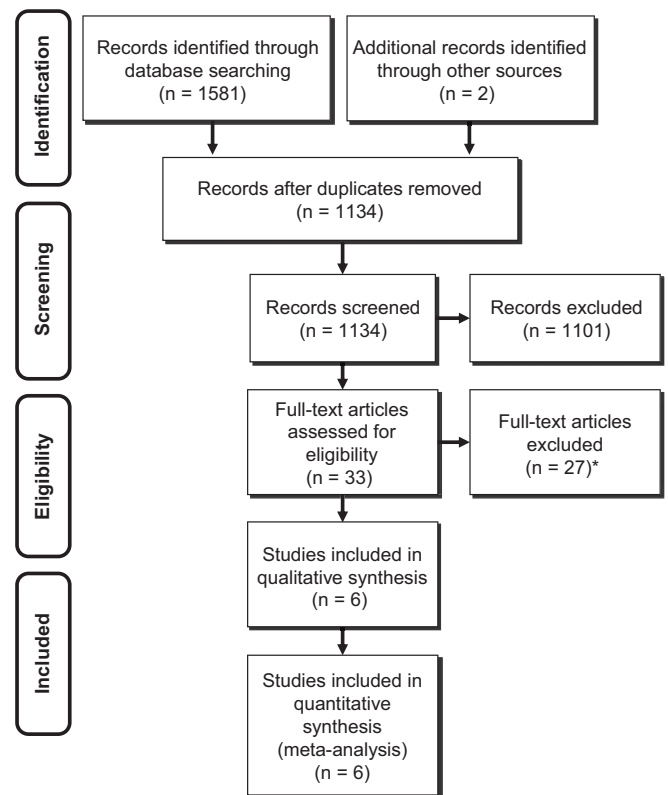 Identification
Records identified through
database searching
(n = 1581)
Additional records identified
through other sources
(n = 2)
Records after duplicates removed
(n = 1134)
Screening
Records screened
(n = 1134)
Records excluded
(n = 1101)
Eligibility
Full-text articles
assessed for
eligibility
(n = 33)
Full-text articles
excluded
(n = 27)*
Included
Studies included in
qualitative synthesis
(n = 6)
Studies included in
quantitative
synthesis
(meta-analysis)
(n = 6)